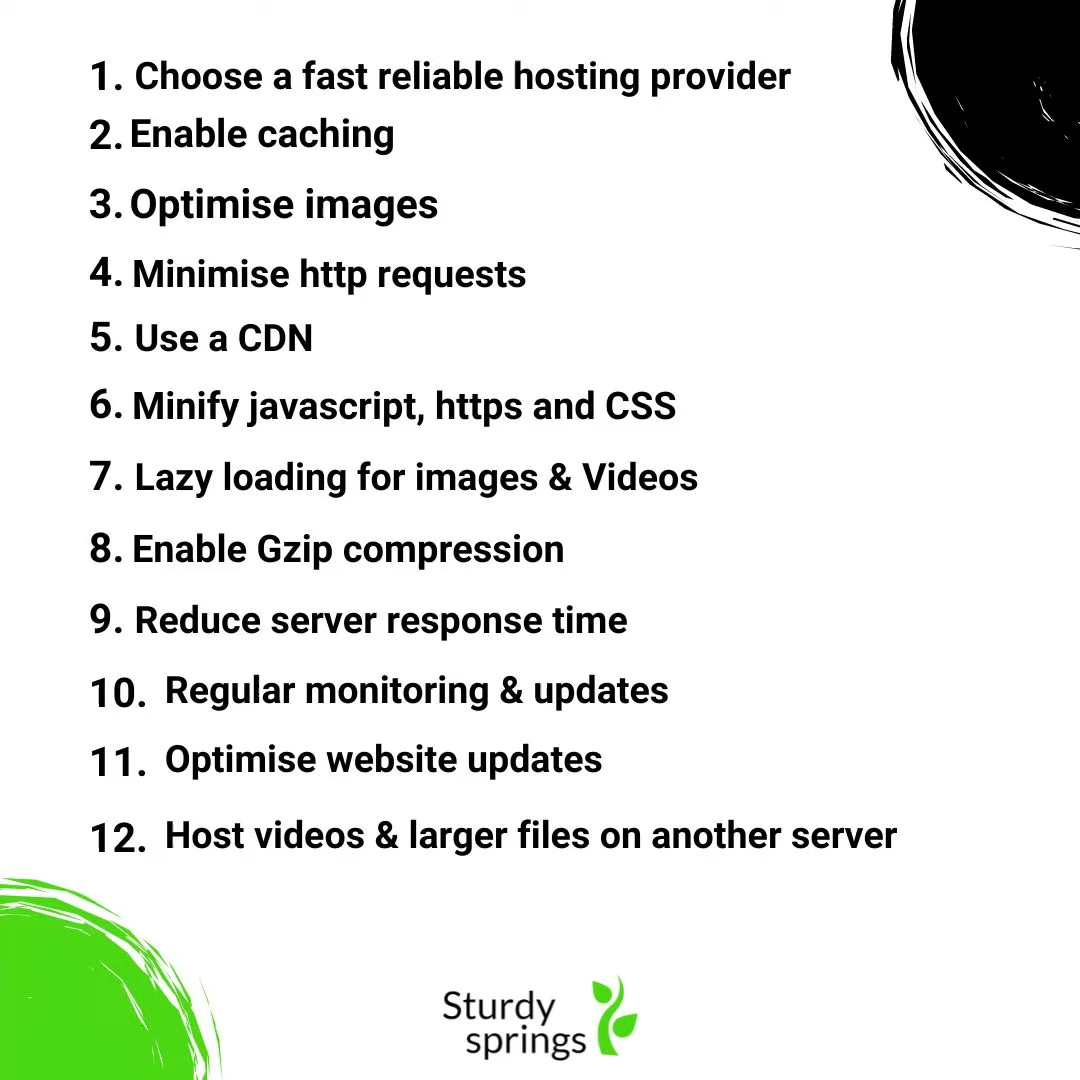 1. Choose a fast reliable hosting provider
2. Enable caching
3. Optimise images
4. Minimise http requests
5. Use a CDN
6. Minify javascript, https and CSS
7. Lazy loading for images & Videos
8. Enable Gzip compression
9. Reduce server response time
10. Regular monitoring & updates
11. Optimise website updates
12. Host videos & larger files on another server
Sturdy
springs